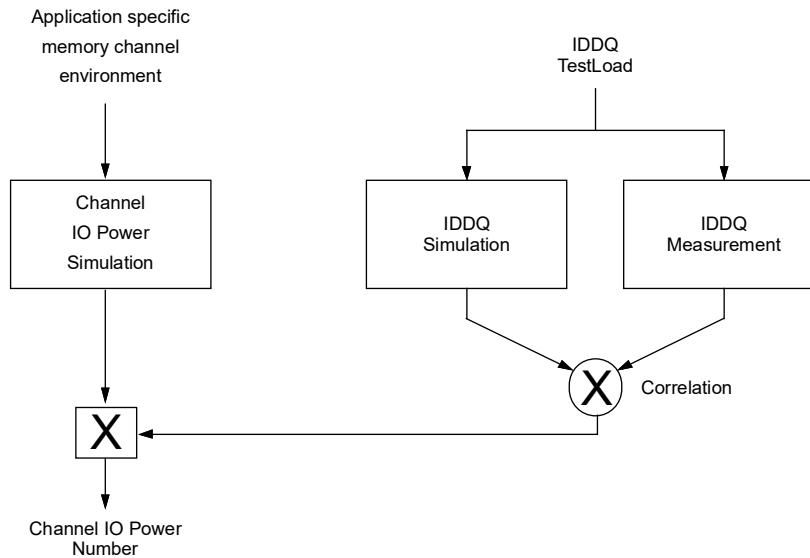 Application specific
memory channel
environment
IDDQ
TestLoad
Channel
IO Power
Simulation
IDDQ
Simulation
IDDQ
Measurement
X
Correlation
X
Channel IO Power
Number